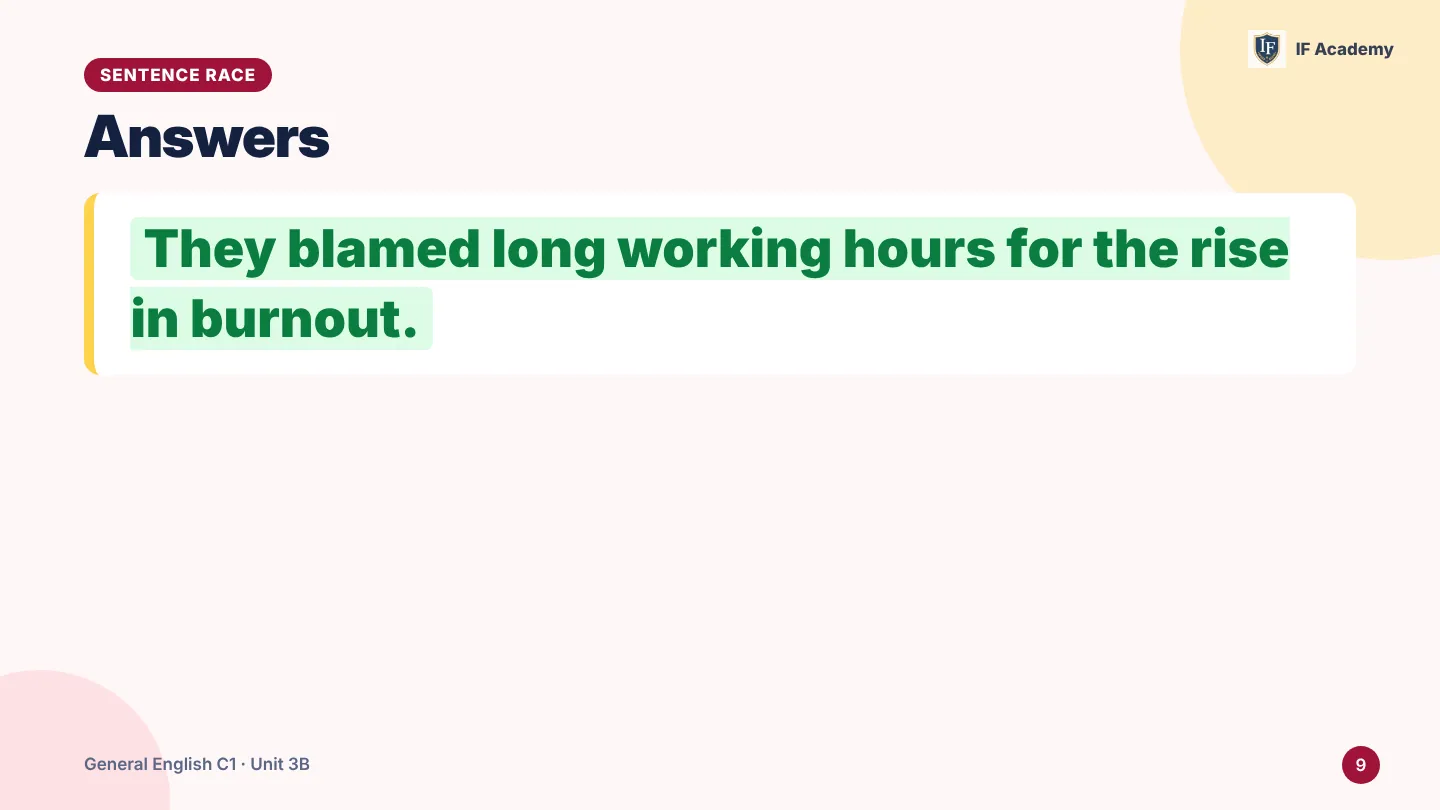 IF IF Academy
SENTENCE RACE
Answers
They blamed long working hours for the rise
in burnout.
General English C1 · Unit 3B
9